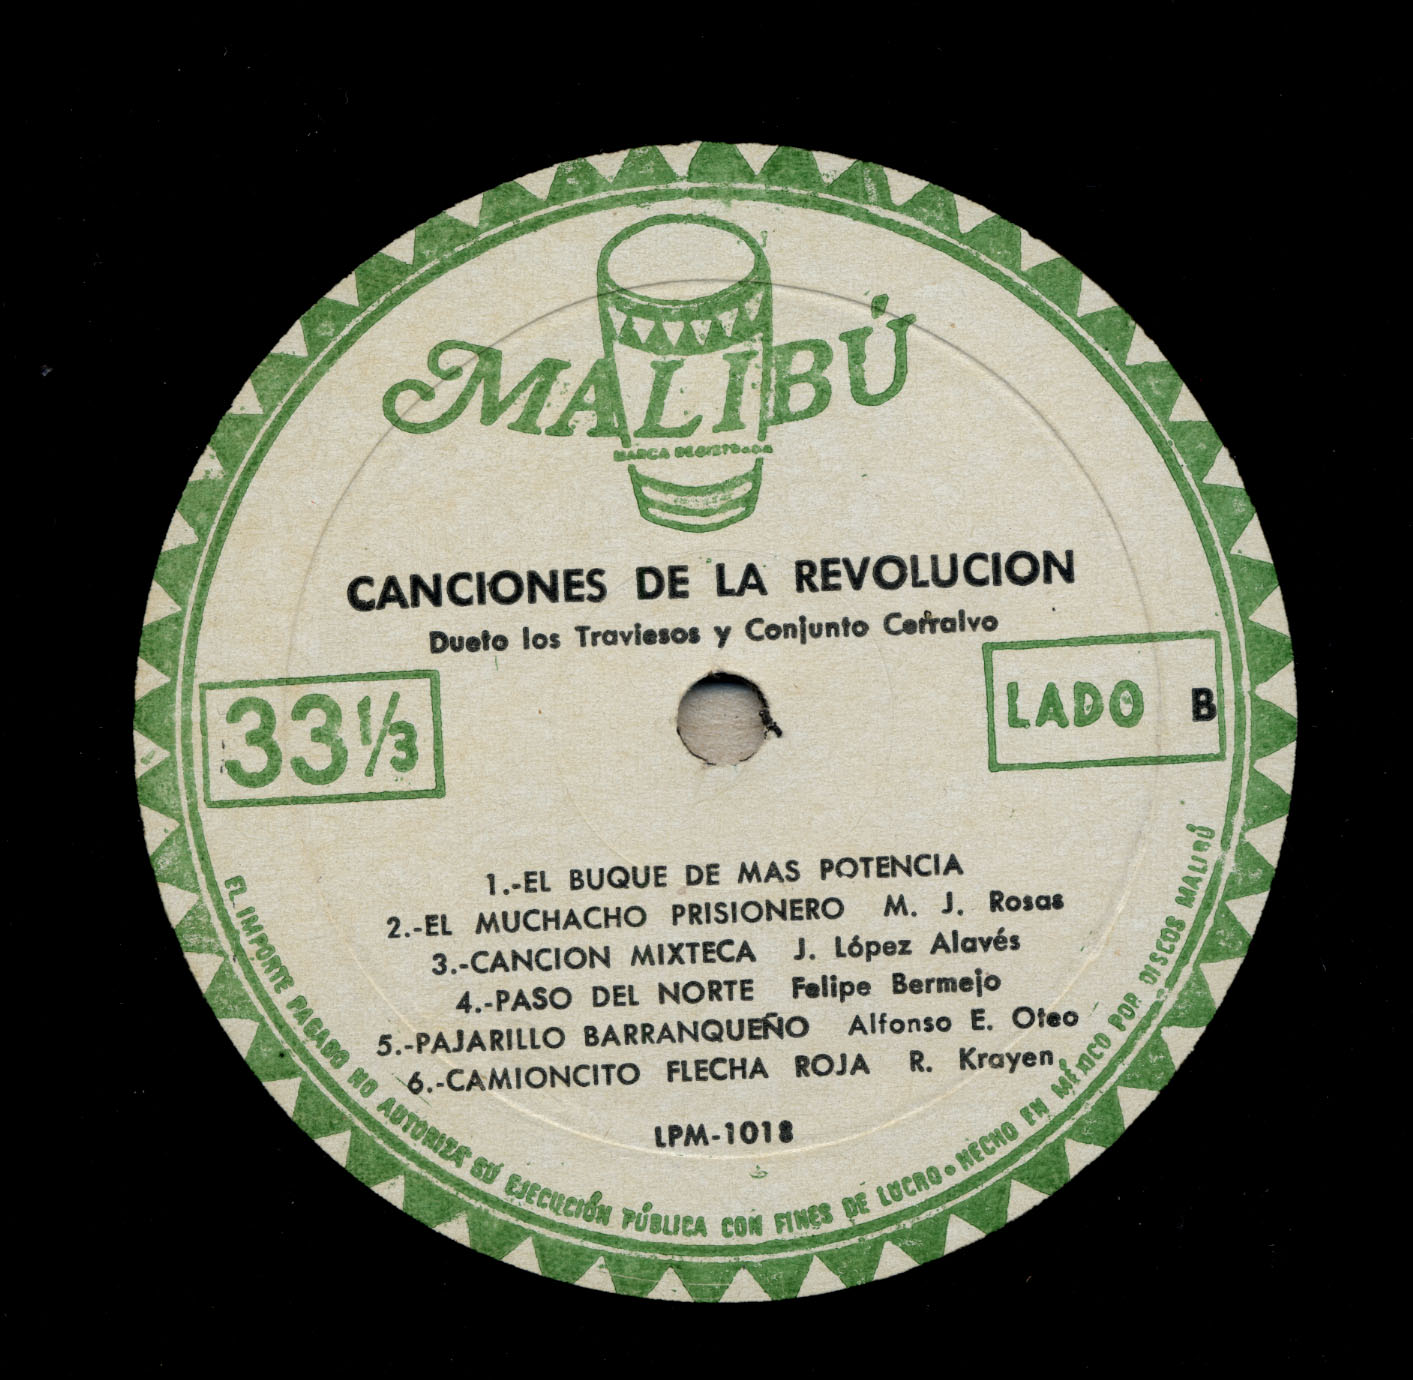 MALIBÚ
MARCA REGISTRADA
CANCIONES DE LA REVOLUCION
Dueto los Traviesos y Conjunto Cerralvo
33 1/3
LADO B
1.-EL BUQUE DE MAS POTENCIA
2.-EL MUCHACHO PRISIONERO M. J. Rosas
3.-CANCION MIXTECA J. López Alavés
4.-PASO DEL NORTE Felipe Bermejo
5.-PAJARILLO BARRANQUEÑO Alfonso E. Oteo
6.-CAMIONCITO FLECHA ROJA R. Krayen
LPM-1018
EL IMPORTE PAGADO NO AUTORIZA SU EJECUCIÓN PÚBLICA CON FINES DE LUCRO • HECHO EN MÉXICO POR DISCOS MALIBÚ